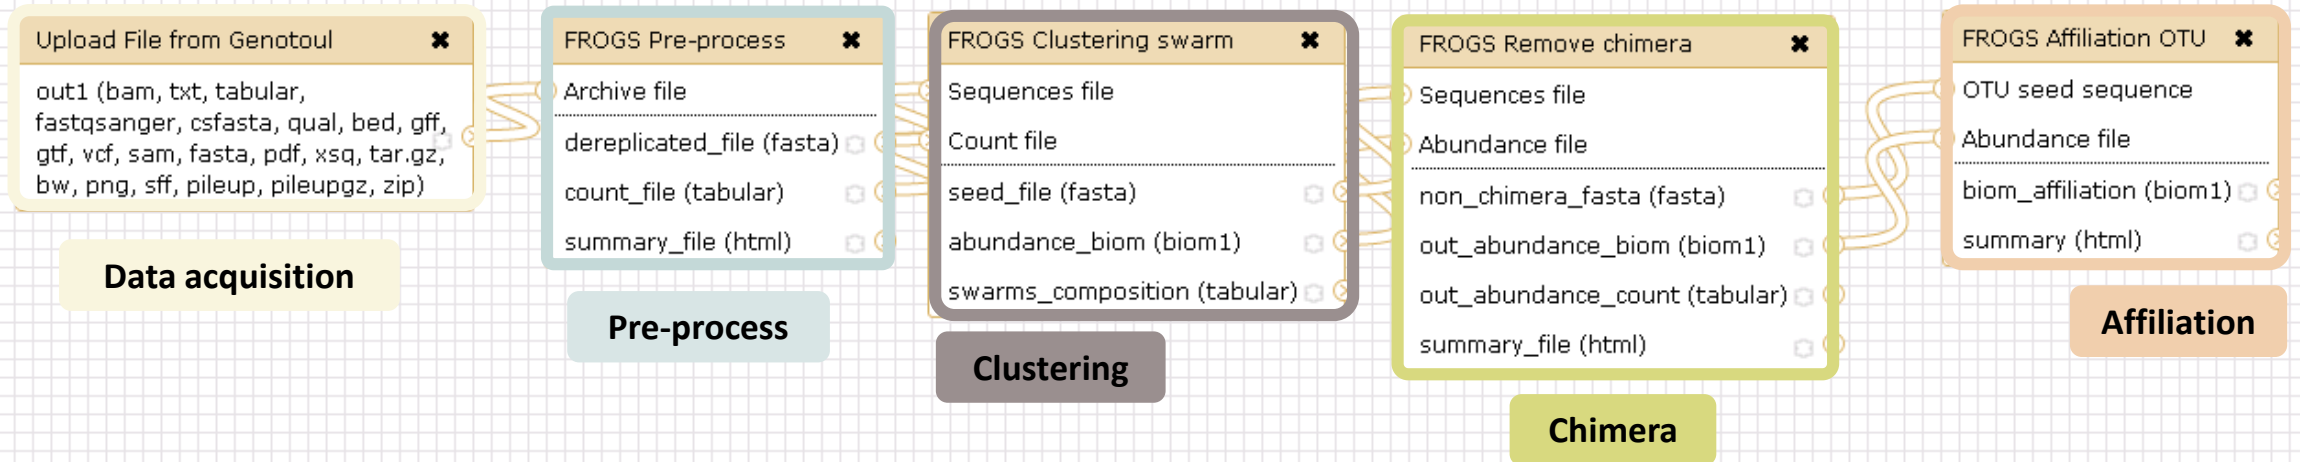 Upload File from Genotoul
out1 (bam, txt, tabular,
fastqsanger, csfasta, qual, bed, gff,
gtf, vcf, sam, fasta, pdf, xsq, tar.gz,
bw, png, sff, pileup, pileupgz, zip)
Data acquisition
FROGS Pre-process
Archive file
dereplicated_file (fasta)
count_file (tabular)
summary_file (html)
Pre-process
FROGS Clustering swarm
Sequences file
Count file
seed_file (fasta)
abundance_biom (biom1)
swarms_composition (tabular)
Clustering
FROGS Remove chimera
Sequences file
Abundance file
non_chimera_fasta (fasta)
out_abundance_biom (biom1)
out_abundance_count (tabular)
summary_file (html)
Chimera
FROGS Affiliation OTU
OTU seed sequence
Abundance file
biom_affiliation (biom1)
summary (html)
Affiliation